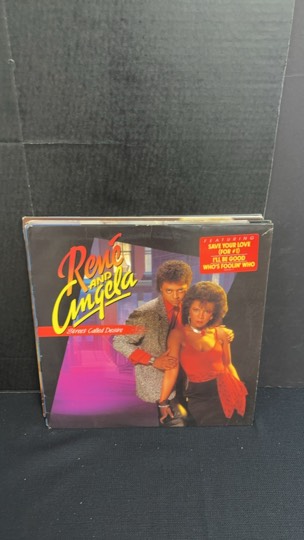 René
AND
Angela
Street Called Desire
FEATURING
SAVE YOUR LOVE
(FOR #1)
I'LL BE GOOD
WHO'S FOOLIN' WHO